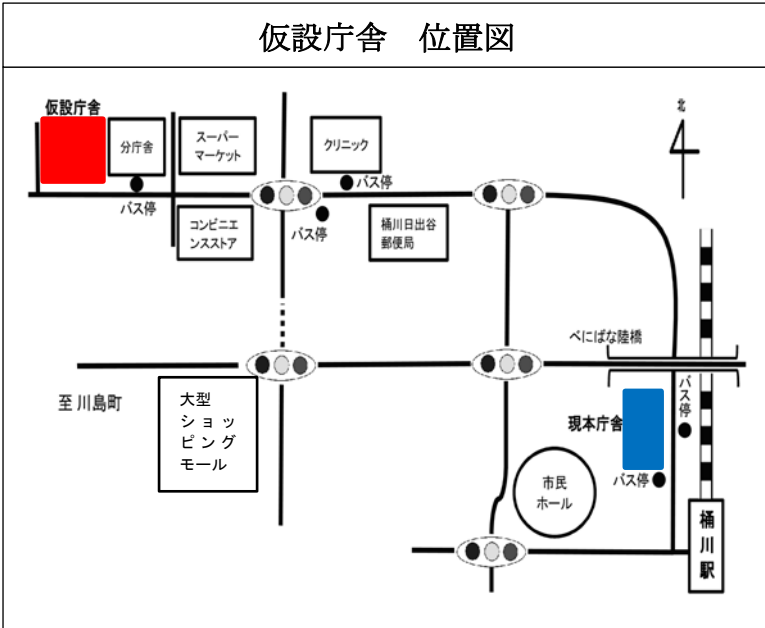 仮設庁舎　位置図
仮設庁舎
分庁舎
スーパー
マーケット
クリニック
北
バス停
バス停
コンビニエ
ンスストア
バス停
桶川日出谷
郵便局
べにばな陸橋
至 川島町
大型
ショッ
ピング
モール
現本庁舎
バス停
市民
ホール
バス停
桶川駅